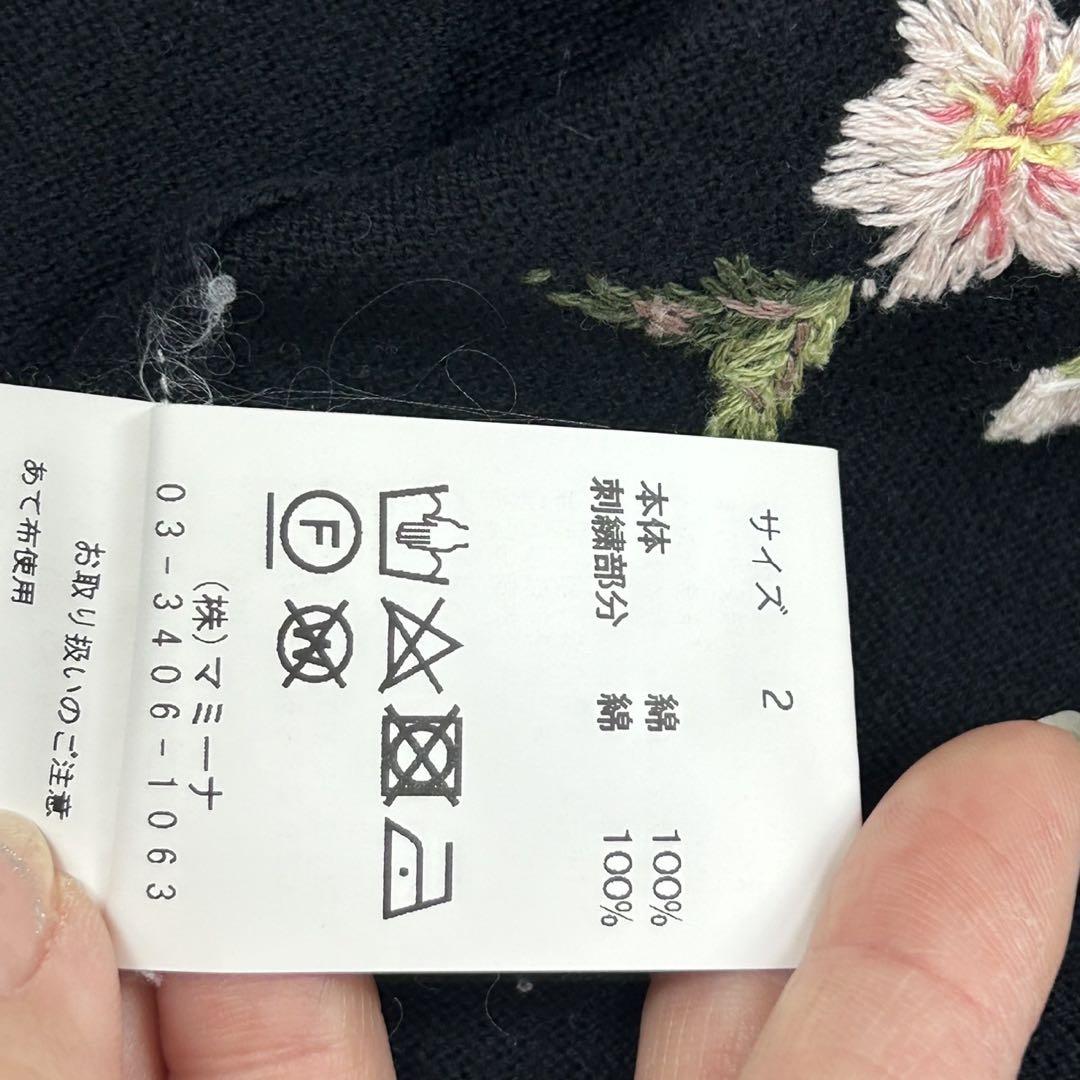 サイズ 2
本体 綿 100%
刺繍部分 綿 100%
F W
(株)マミーナ
03-3406-1063
お取り扱いのご注意
あて布使用